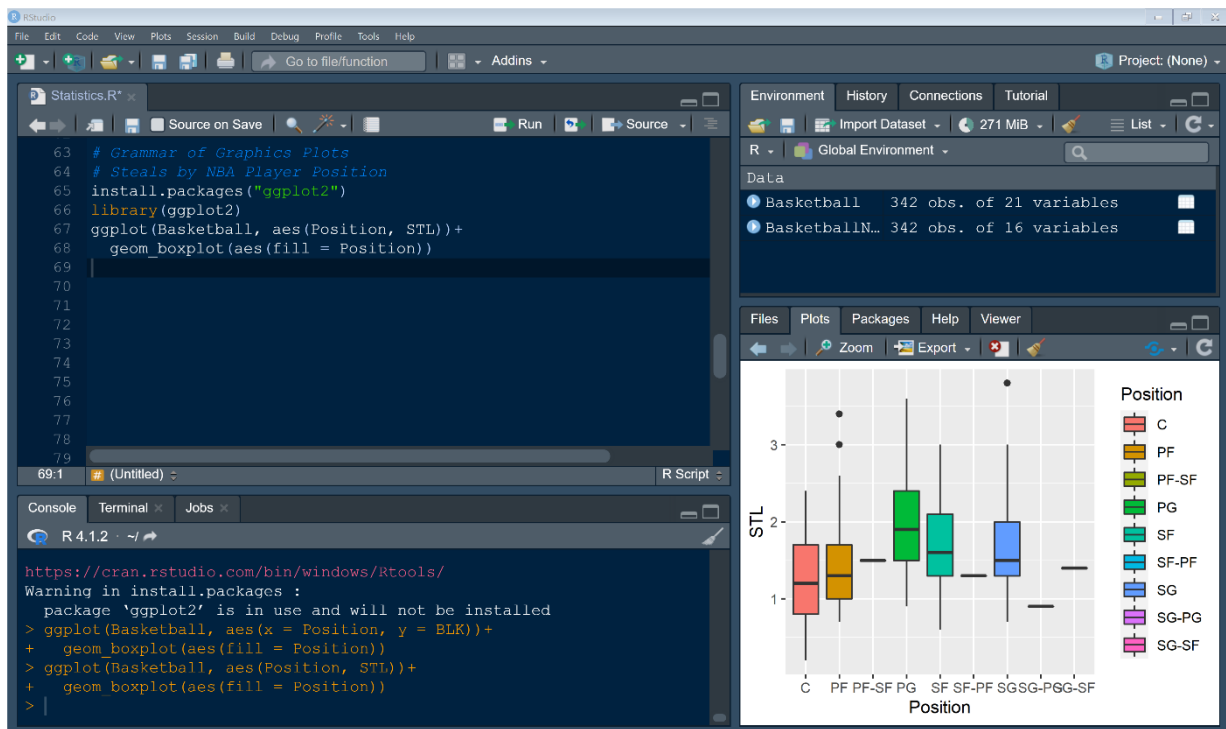 RStudio
File Edit Code View Plots Session Build Debug Profile Tools Help
Go to file/function Addins Project: (None)
Statistics.R*
Source on Save Run Source
63 # Grammar of Graphics Plots
64 # Steals by NBA Player Position
65 install.packages("ggplot2")
66 library(ggplot2)
67 ggplot(Basketball, aes(Position, STL))+
68 geom_boxplot(aes(fill = Position))
69
70
71
72
73
74
75
76
77
78
79
69:1 (Untitled) R Script
Console Terminal Jobs
R 4.1.2 · ~/
https://cran.rstudio.com/bin/windows/Rtools/
Warning in install.packages :
package ‘ggplot2’ is in use and will not be installed
> ggplot(Basketball, aes(x = Position, y = BLK))+
+ geom_boxplot(aes(fill = Position))
> ggplot(Basketball, aes(Position, STL))+
+ geom_boxplot(aes(fill = Position))
>
Environment History Connections Tutorial
Import Dataset 271 MiB List
R Global Environment
Data
Basketball 342 obs. of 21 variables
BasketballN… 342 obs. of 16 variables
Files Plots Packages Help Viewer
Zoom Export
STL
3
2
1
C PF PF-SF PG SF SF-PF SG SG-PG SG-SF
Position
Position
C
PF
PF-SF
PG
SF
SF-PF
SG
SG-PG
SG-SF